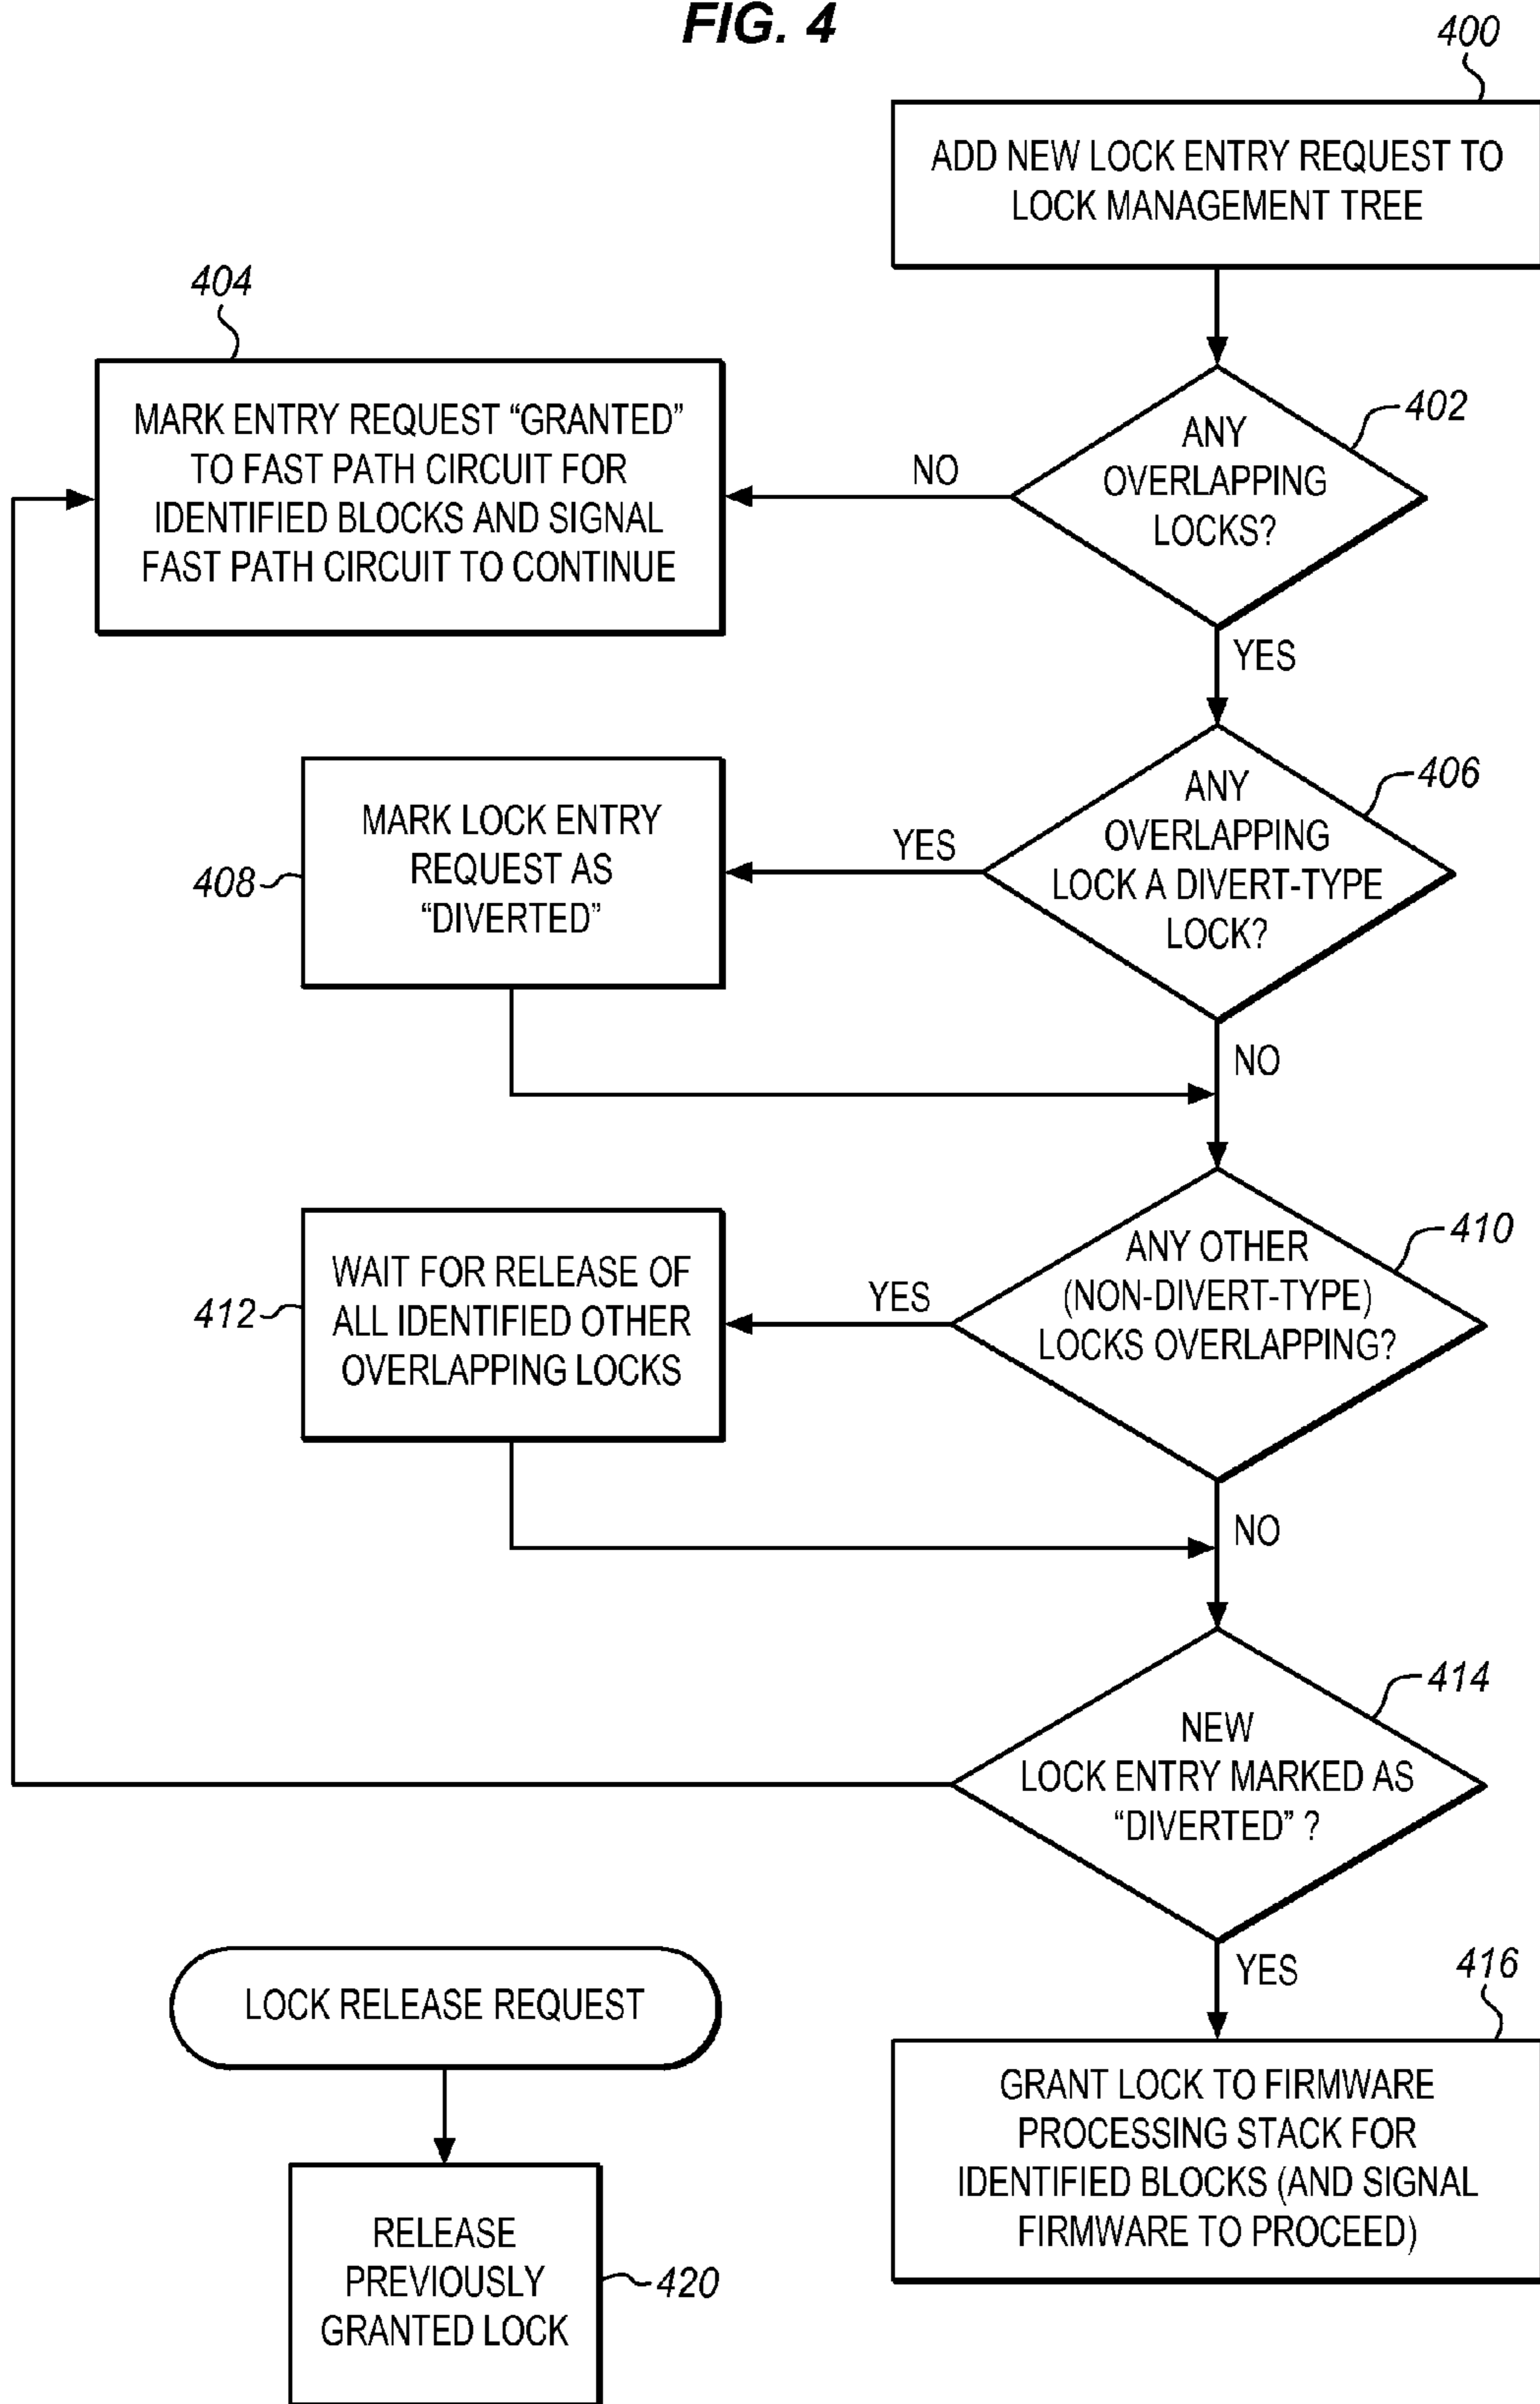 FIG. 4
400
ADD NEW LOCK ENTRY REQUEST TO
LOCK MANAGEMENT TREE
404
MARK ENTRY REQUEST “GRANTED”
TO FAST PATH CIRCUIT FOR
IDENTIFIED BLOCKS AND SIGNAL
FAST PATH CIRCUIT TO CONTINUE
NO
ANY
OVERLAPPING
LOCKS?
402
YES
408
MARK LOCK ENTRY
REQUEST AS
“DIVERTED”
YES
ANY
OVERLAPPING
LOCK A DIVERT-TYPE
LOCK?
406
NO
412
WAIT FOR RELEASE OF
ALL IDENTIFIED OTHER
OVERLAPPING LOCKS
YES
ANY OTHER
(NON-DIVERT-TYPE)
LOCKS OVERLAPPING?
410
NO
NEW
LOCK ENTRY MARKED AS
“DIVERTED” ?
414
YES
416
GRANT LOCK TO FIRMWARE
PROCESSING STACK FOR
IDENTIFIED BLOCKS (AND SIGNAL
FIRMWARE TO PROCEED)
LOCK RELEASE REQUEST
RELEASE
PREVIOUSLY
GRANTED LOCK
420